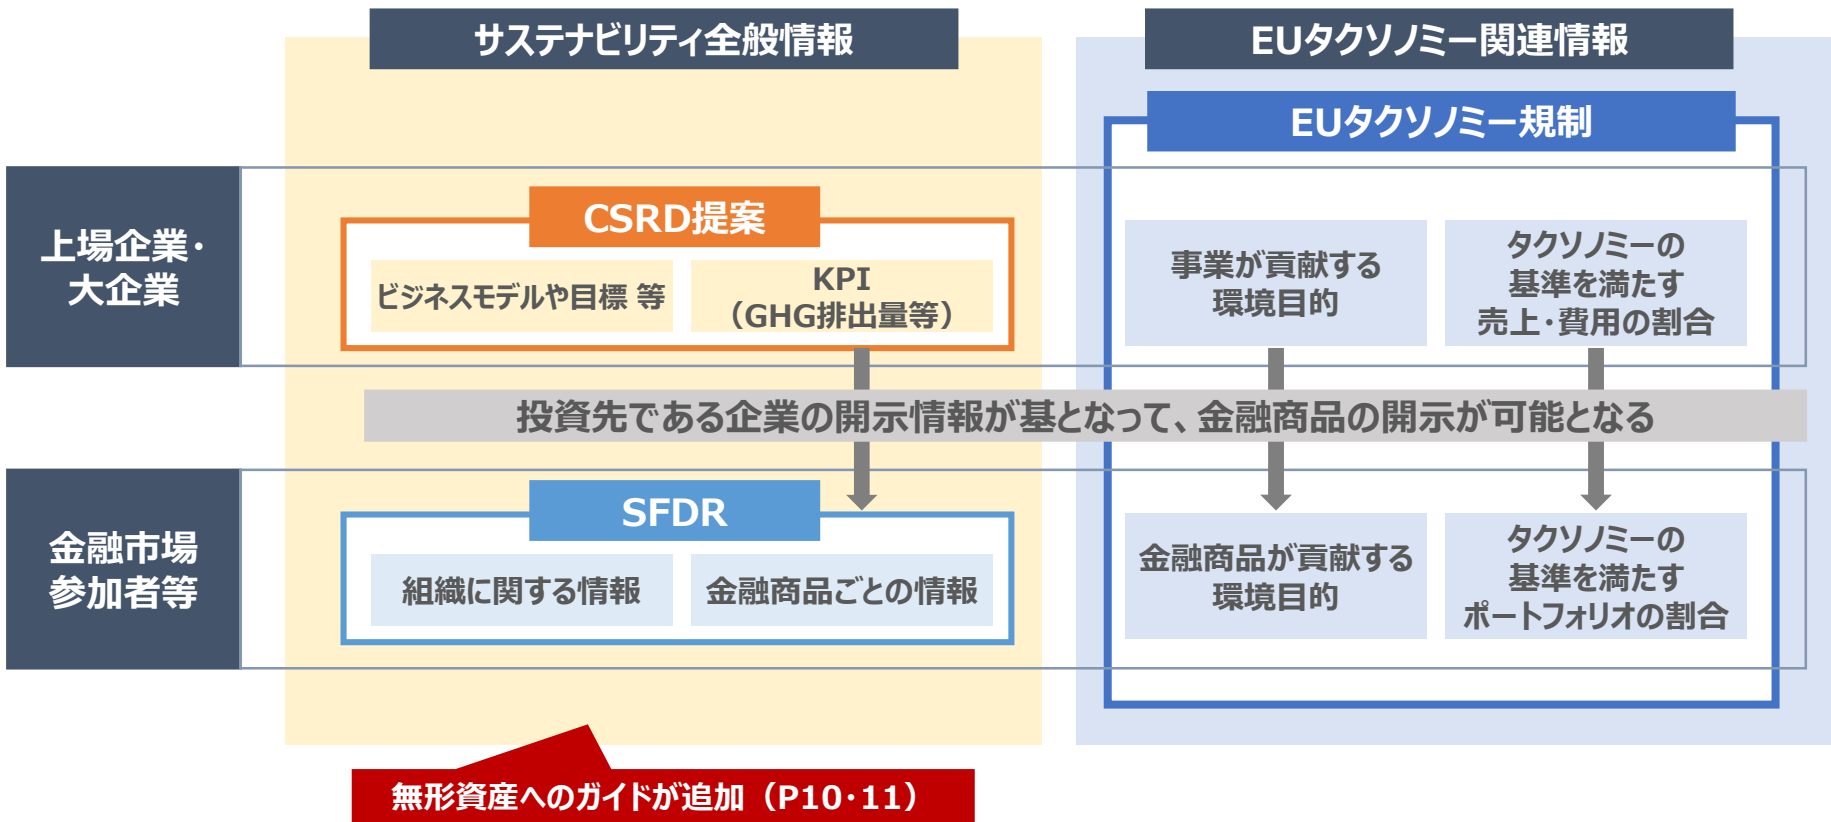 サステナビリティ全般情報
EUタクソノミー関連情報
EUタクソノミー規制
上場企業・
大企業
CSRD提案
ビジネスモデルや目標 等
KPI
（GHG排出量等）
事業が貢献する
環境目的
タクソノミーの
基準を満たす
売上・費用の割合
投資先である企業の開示情報が基となって、金融商品の開示が可能となる
金融市場
参加者等
SFDR
組織に関する情報
金融商品ごとの情報
金融商品が貢献する
環境目的
タクソノミーの
基準を満たす
ポートフォリオの割合
無形資産へのガイドが追加（P10・11）